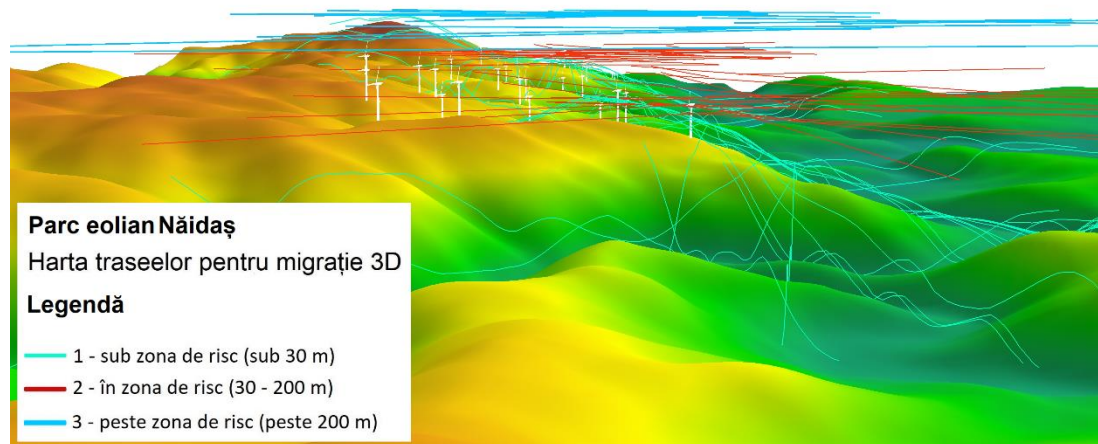 Parc eolian Năidaș
Harta traseelor pentru migrație 3D
Legendă
1 - sub zona de risc (sub 30 m)
2 - în zona de risc (30 - 200 m)
3 - peste zona de risc (peste 200 m)